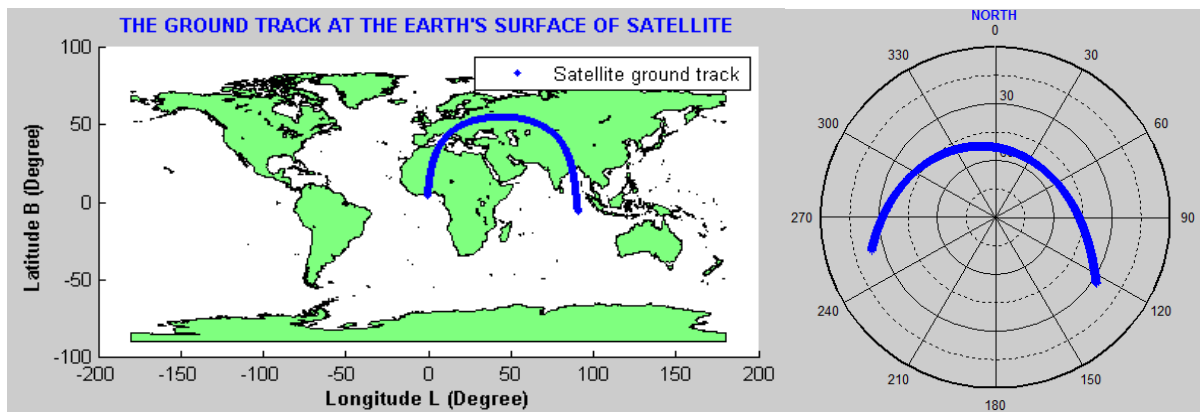 THE GROUND TRACK AT THE EARTH'S SURFACE OF SATELLITE
Satellite ground track
100
50
0
-50
-100
Latitude B (Degree)
-200 -150 -100 -50 0 50 100 150 200
Longitude L (Degree)
NORTH
0
330 30
30
300 60
270 90
240 120
210 150
180